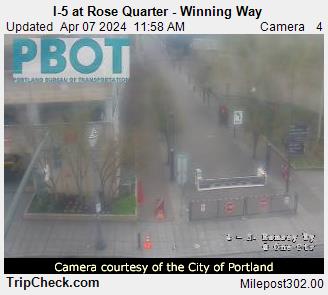 I-5 at Rose Quarter - Winning Way
Updated Apr 07 2024 11:58 AM Camera 4
PBOT
PORTLAND BUREAU OF TRANSPORTATION
Camera courtesy of the City of Portland
TripCheck.com Milepost302.00